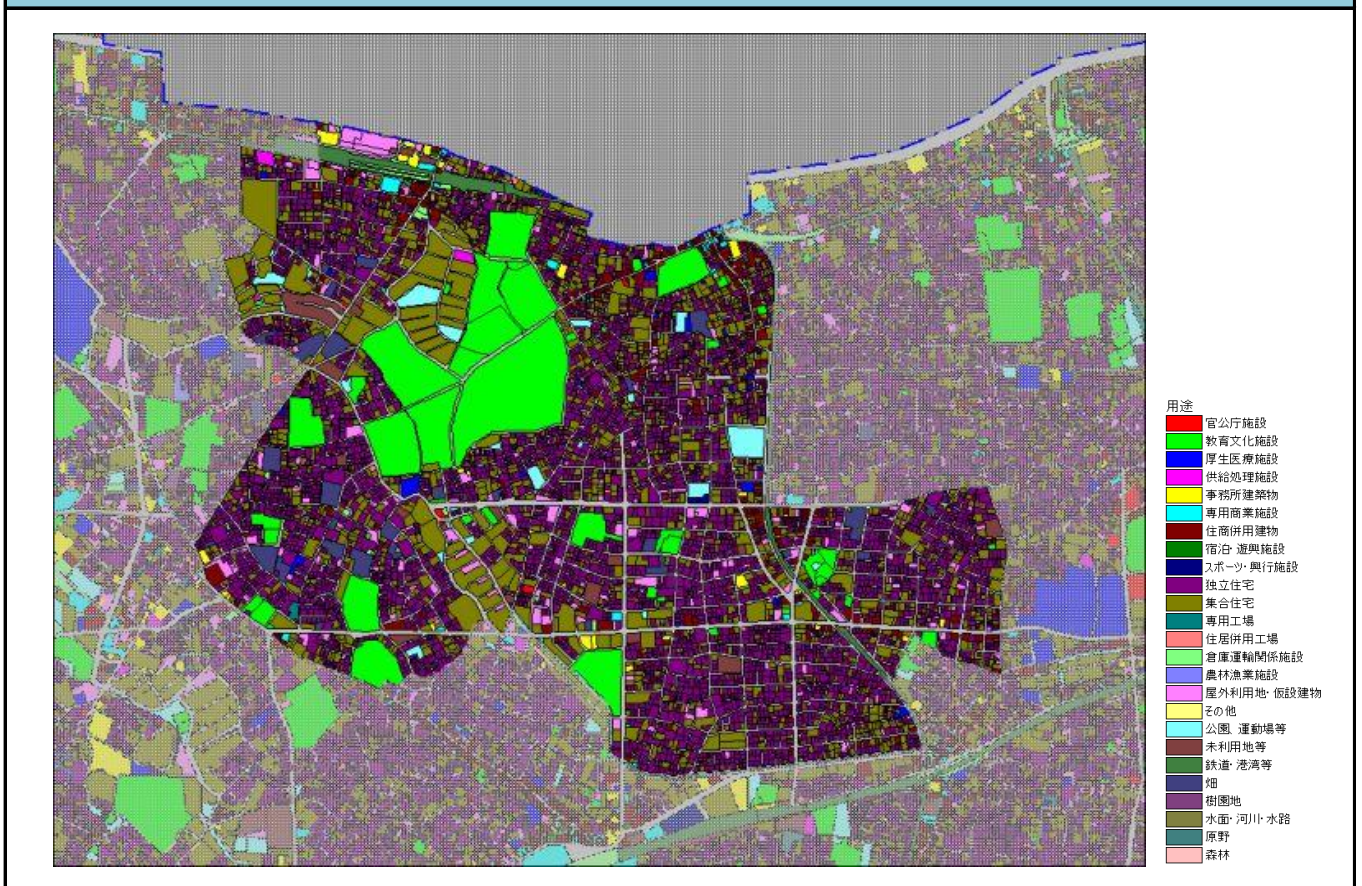 用途
官公庁施設
教育文化施設
厚生医療施設
供給処理施設
事務所建築物
専用商業施設
住商併用建物
宿泊・遊興施設
スポーツ・興行施設
独立住宅
集合住宅
専用工場
住居併用工場
倉庫運輸関係施設
農林漁業施設
屋外利用地・仮設建物
その他
公園、運動場等
未利用地等
鉄道・港湾等
畑
樹園地
水面・河川・水路
原野
森林